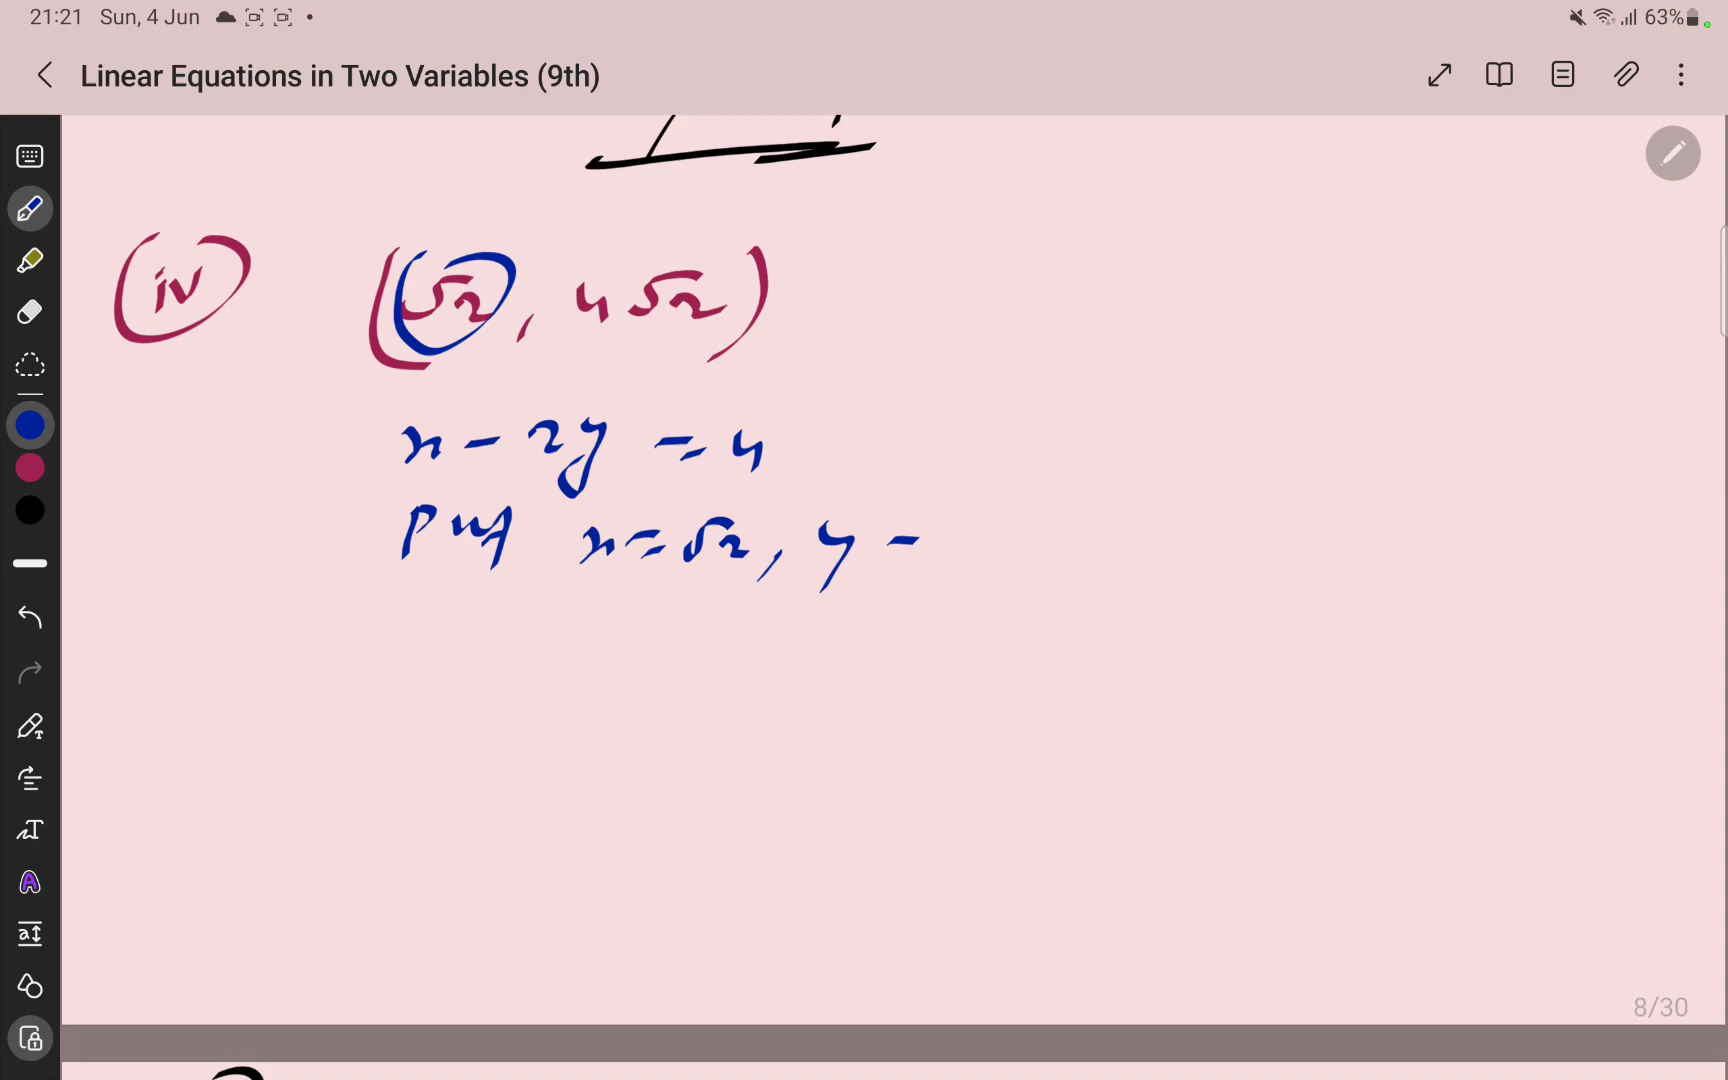 21:21 Sun, 4 Jun 63%
Linear Equations in Two Variables (9th)
(iv) (√2, 4√2)
x - 2y = 4
Put x = √2, y =
8/30